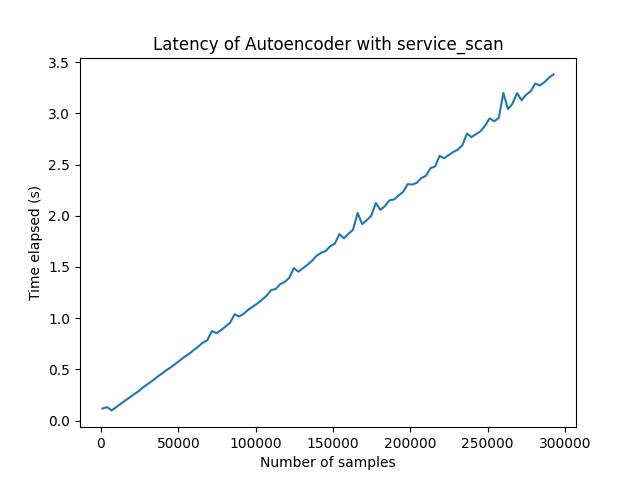 Latency of Autoencoder with service_scan
3.5
3.0
2.5
2.0
1.5
1.0
0.5
0.0
Time elapsed (s)
0 50000 100000 150000 200000 250000 300000
Number of samples